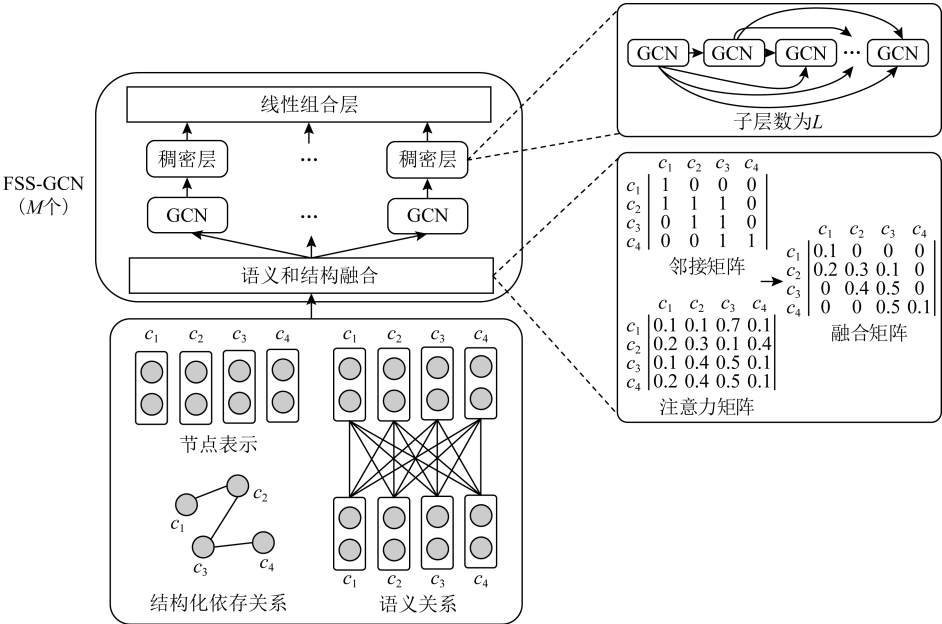 FSS-GCN
（M个）
线性组合层
稠密层
...
稠密层
GCN
...
GCN
语义和结构融合
c1 c2 c3 c4
节点表示
c1
c2
c3
c4
结构化依存关系
c1 c2 c3 c4
c1 c2 c3 c4
语义关系
GCN GCN GCN ... GCN
子层数为L
c1 c2 c3 c4
c1 1 0 0 0
c2 1 1 1 0
c3 0 1 1 0
c4 0 0 1 1
邻接矩阵
c1 c2 c3 c4
c1 0.1 0.1 0.7 0.1
c2 0.2 0.3 0.1 0.4
c3 0.1 0.4 0.5 0.1
c4 0.2 0.4 0.5 0.1
注意力矩阵
c1 c2 c3 c4
c1 0.1 0 0 0
c2 0.2 0.3 0.1 0
c3 0 0.4 0.5 0
c4 0 0 0.5 0.1
融合矩阵